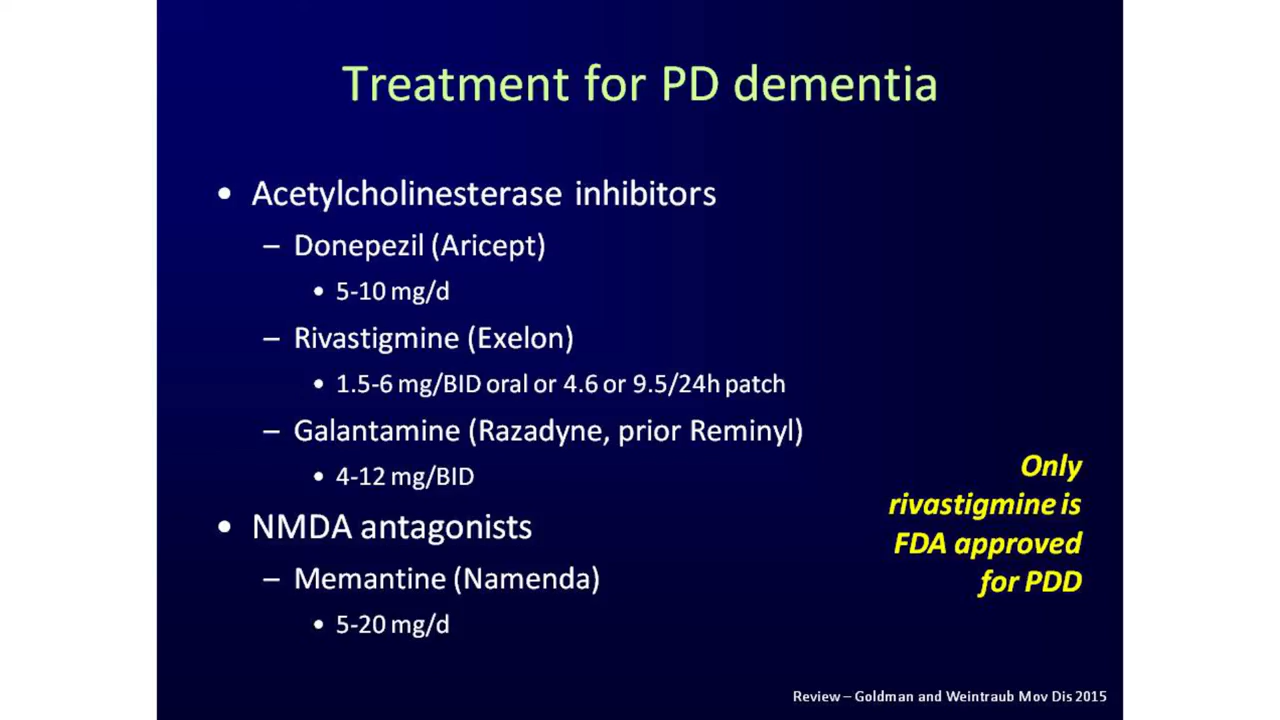 Treatment for PD dementia
• Acetylcholinesterase inhibitors
– Donepezil (Aricept)
• 5-10 mg/d
– Rivastigmine (Exelon)
• 1.5-6 mg/BID oral or 4.6 or 9.5/24h patch
– Galantamine (Razadyne, prior Reminyl)
• 4-12 mg/BID
• NMDA antagonists
– Memantine (Namenda)
• 5-20 mg/d
Only
rivastigmine is
FDA approved
for PDD
Review – Goldman and Weintraub Mov Dis 2015